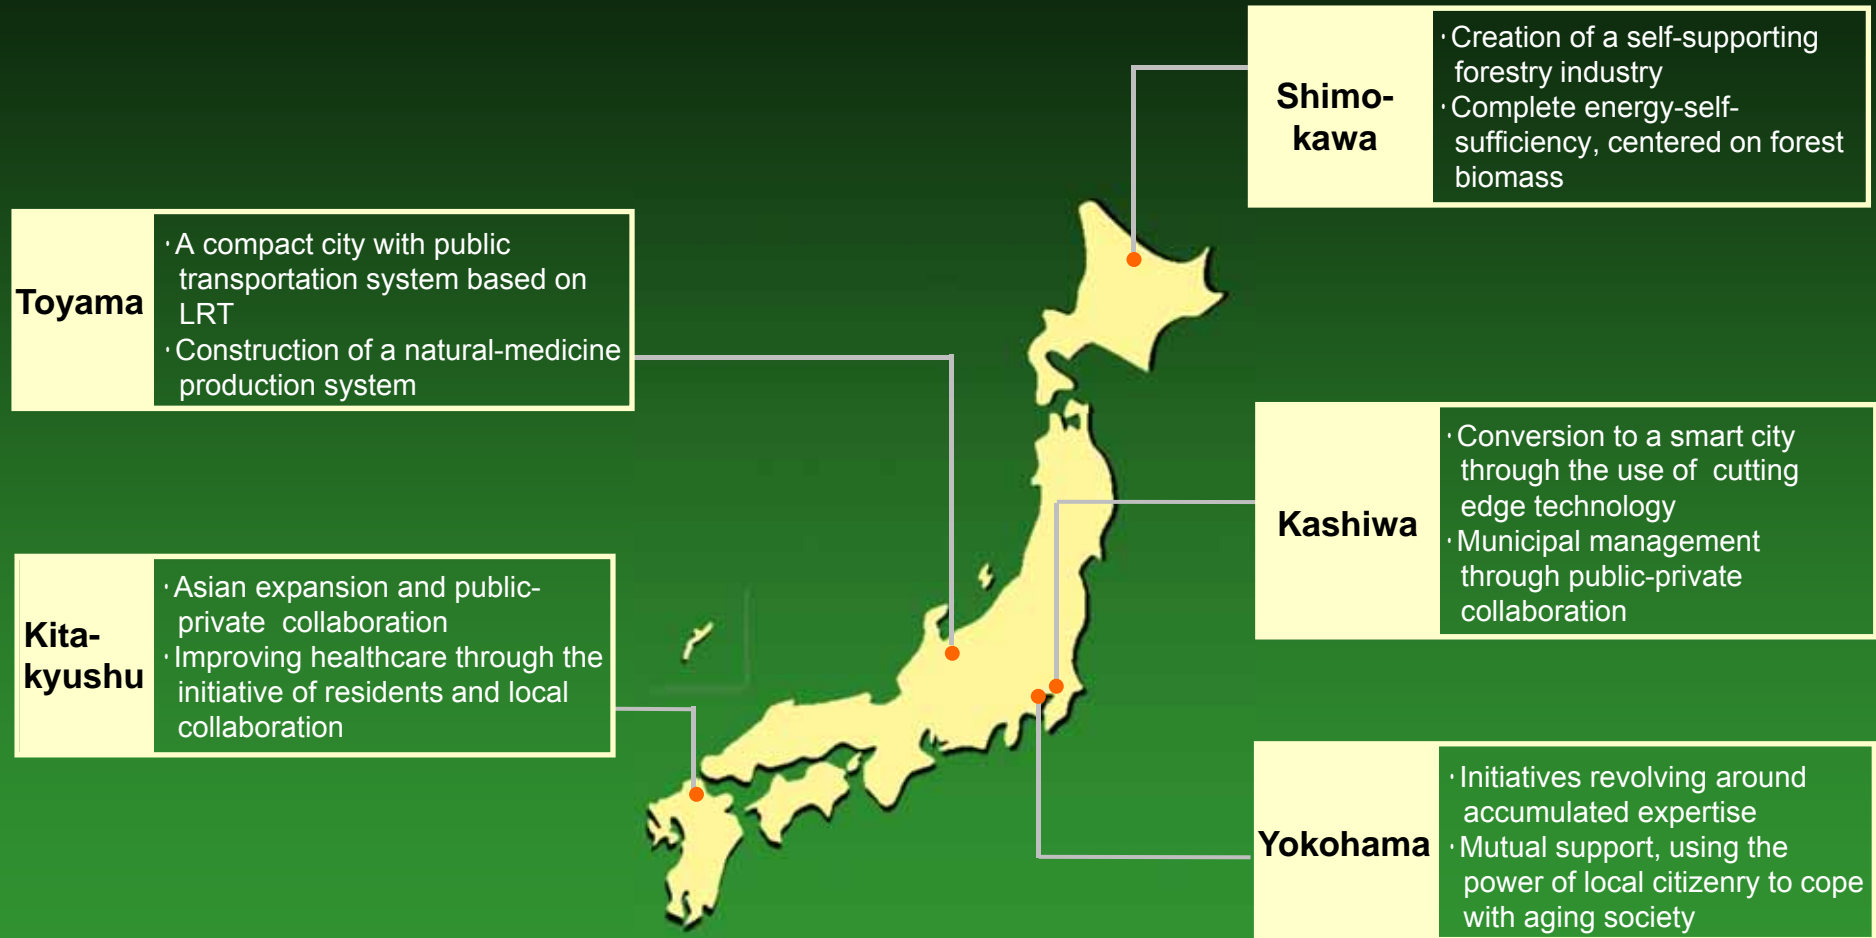 Shimo-
kawa
·Creation of a self-supporting
forestry industry
·Complete energy-self-
sufficiency, centered on forest
biomass
Toyama
·A compact city with public
transportation system based on
LRT
·Construction of a natural-medicine
production system
Kashiwa
·Conversion to a smart city
through the use of  cutting
edge technology
·Municipal management
through public-private
collaboration
Kita-
kyushu
·Asian expansion and public-
private  collaboration
·Improving healthcare through the
initiative of residents and local
collaboration
Yokohama
·Initiatives revolving around
accumulated expertise
·Mutual support, using the
power of local citizenry to cope
with aging society